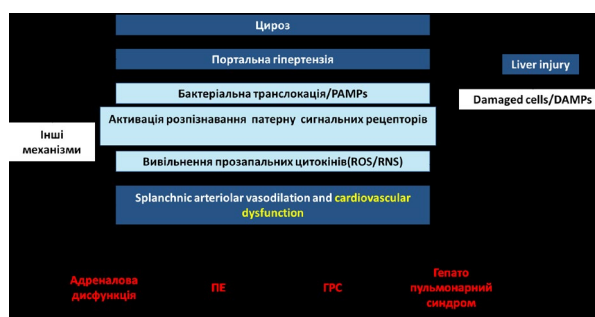 Цироз
Портальна гіпертензія
Liver injury
Бактеріальна транслокація/PAMPs
Damaged cells/DAMPs
Активація розпізнавання патерну сигнальних рецепторів
Інші
механізми
Вивільнення прозапальних цитокінів(ROS/RNS)
Splanchnic arteriolar vasodilation and cardiovascular
dysfunction
Адреналова
дисфункція
ПЕ
ГРС
Гепато
пульмонарний
синдром